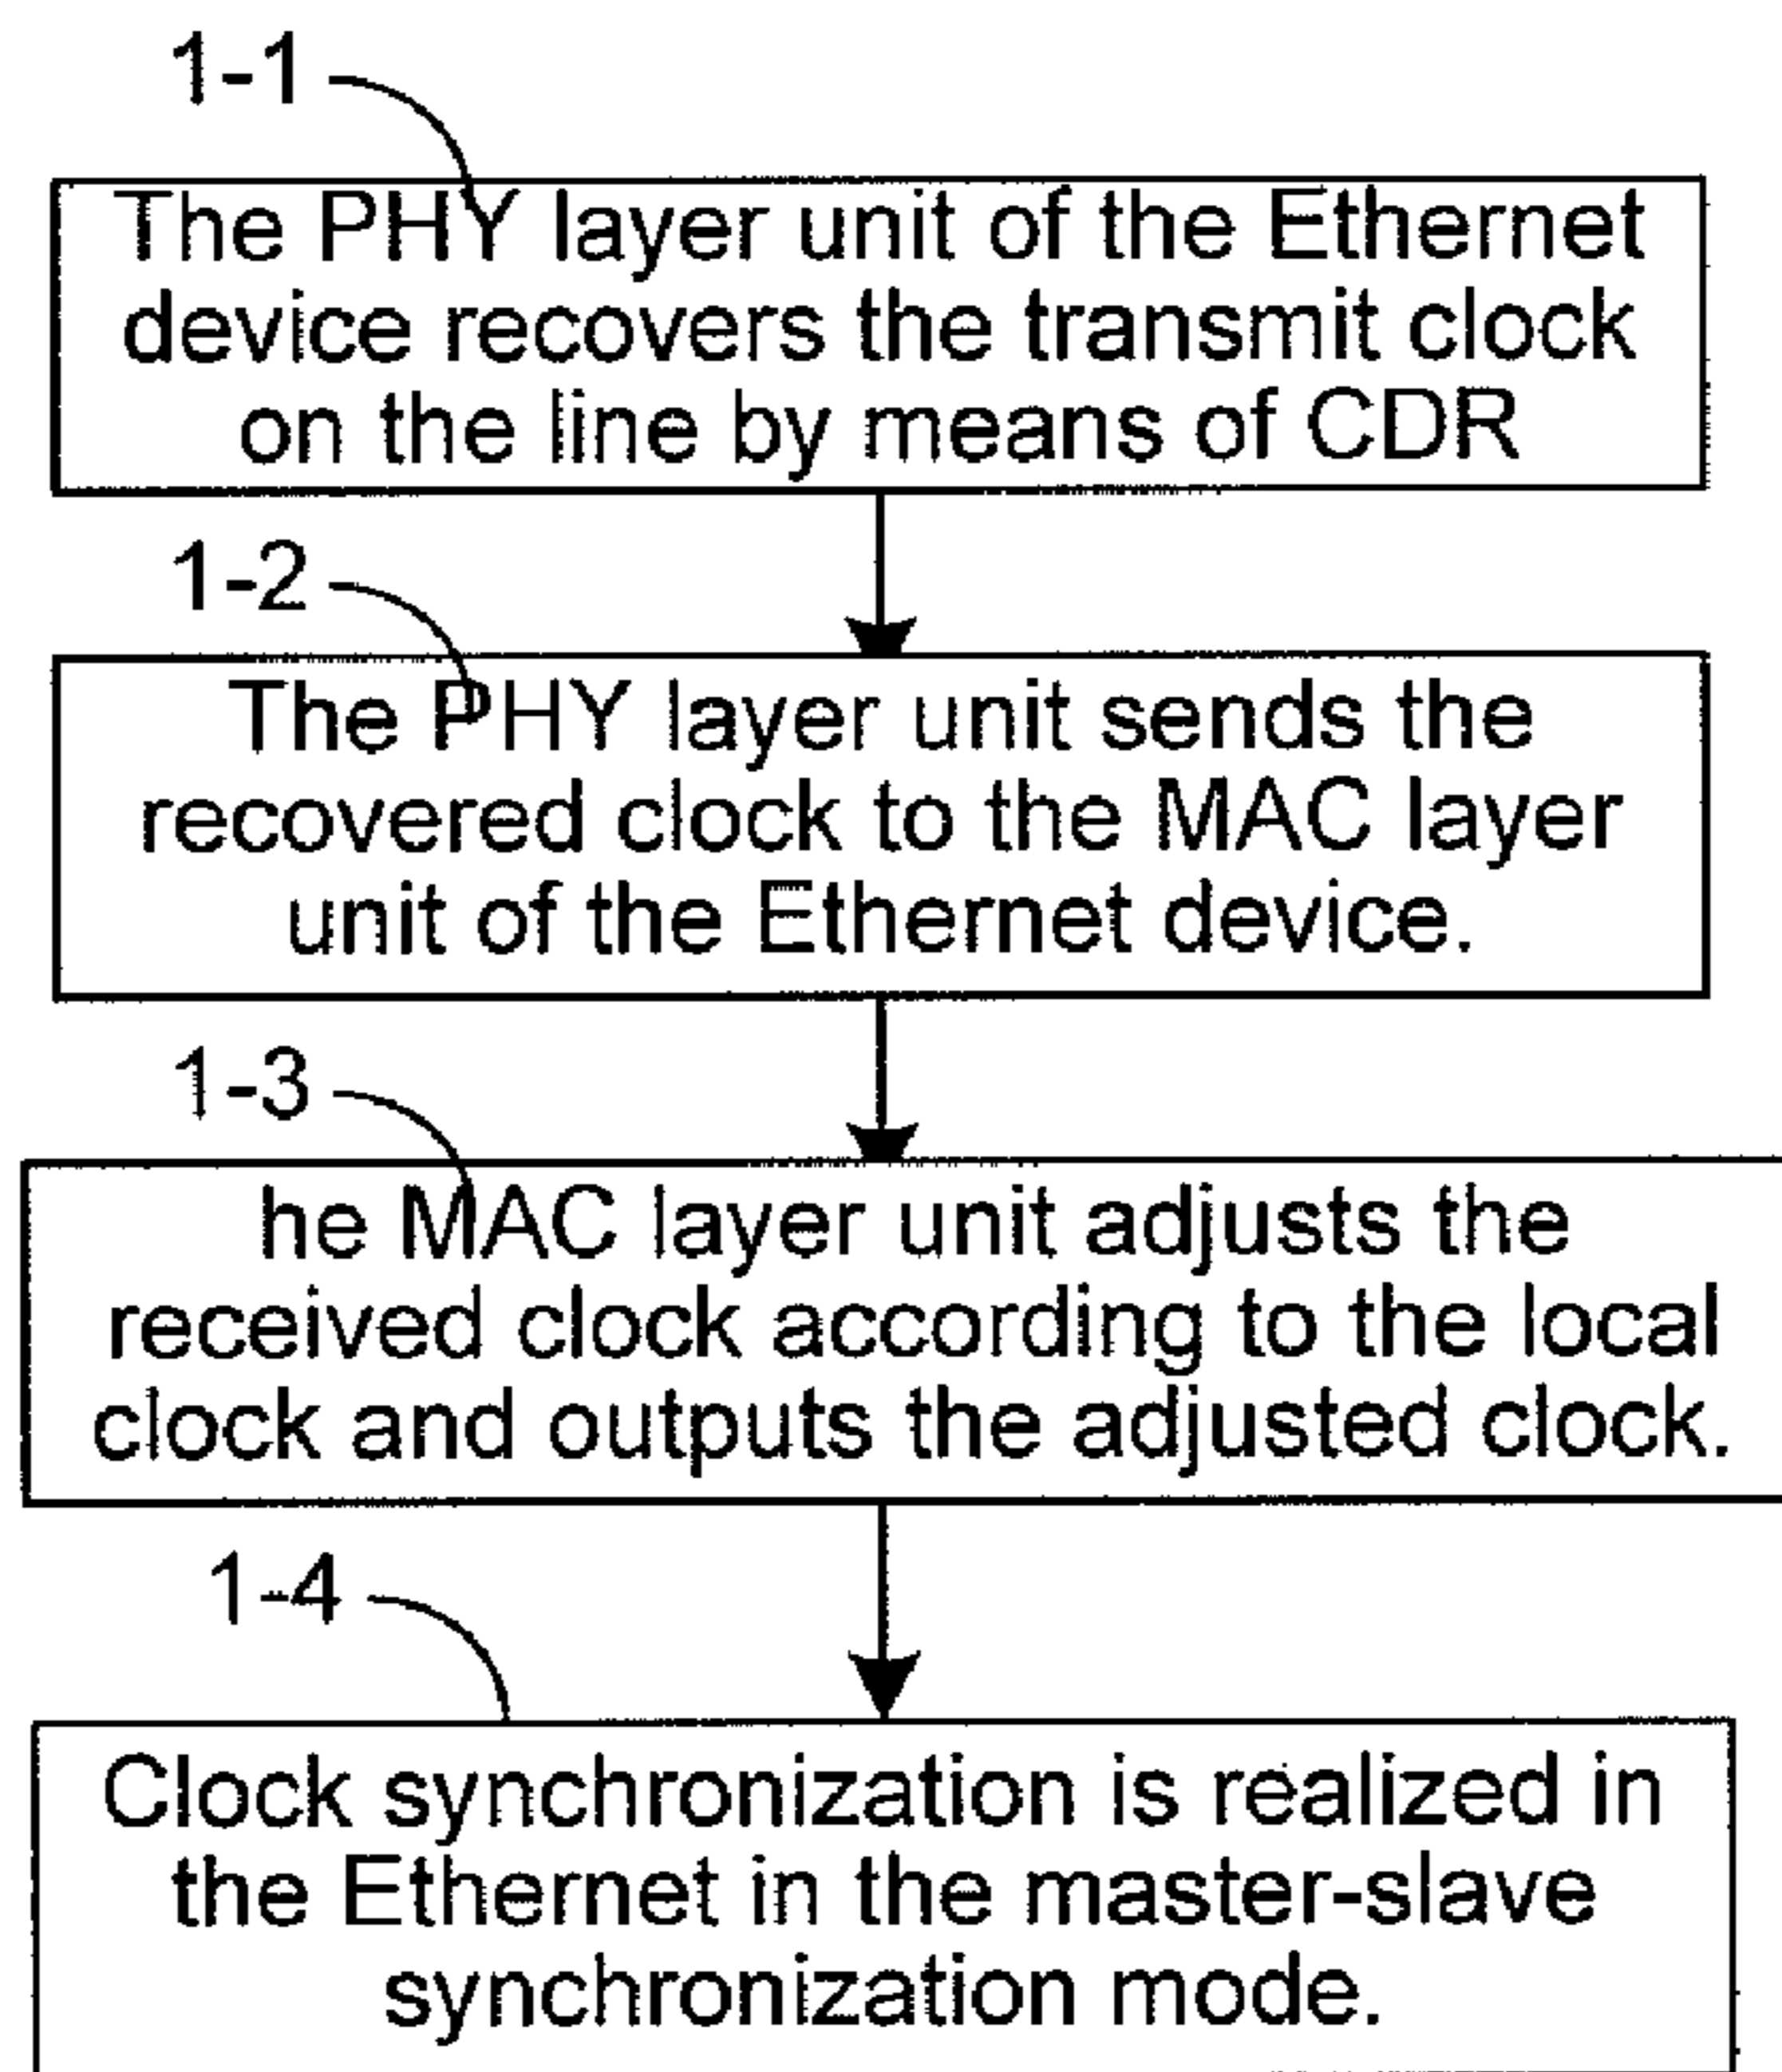 1-1
The PHY layer unit of the Ethernet
device recovers the transmit clock
on the line by means of CDR
1-2
The PHY layer unit sends the
recovered clock to the MAC layer
unit of the Ethernet device.
1-3
he MAC layer unit adjusts the
received clock according to the local
clock and outputs the adjusted clock.
1-4
Clock synchronization is realized in
the Ethernet in the master-slave
synchronization mode.